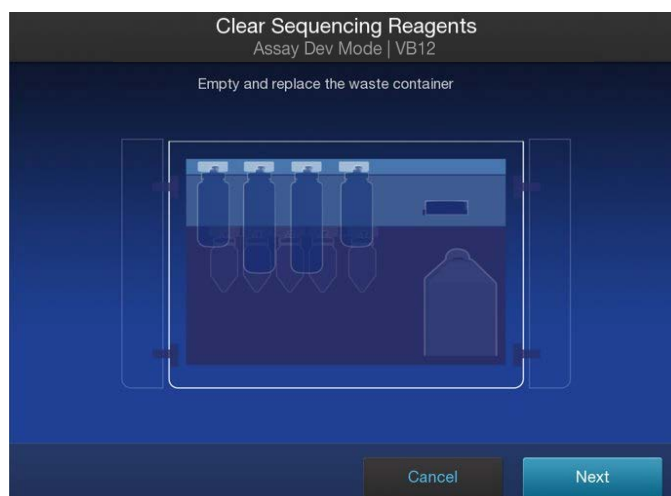 Clear Sequencing Reagents
Assay Dev Mode | VB12
Empty and replace the waste container
Cancel
Next